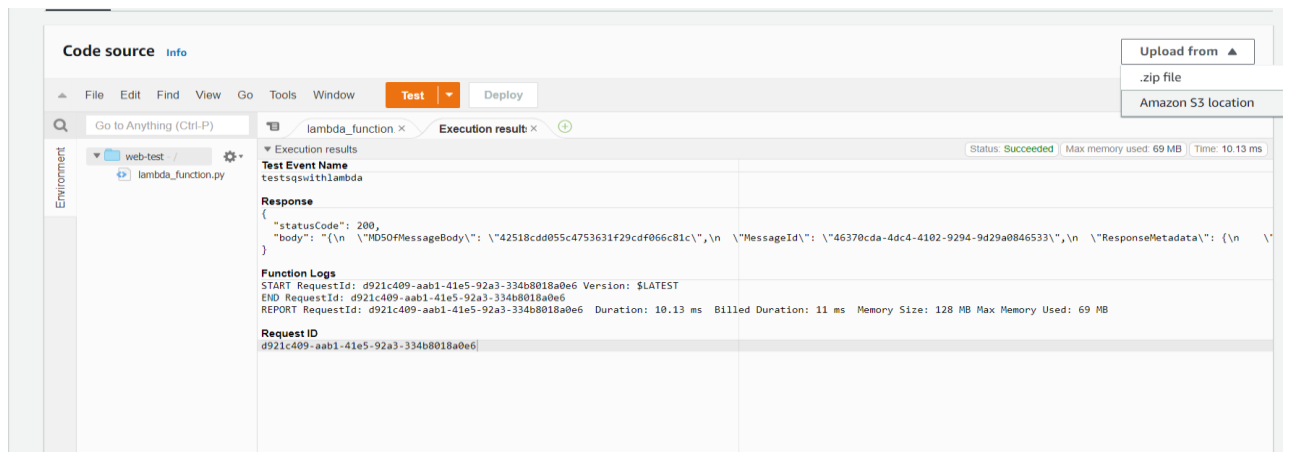 Code source Info
Upload from
.zip file
Amazon S3 location
File Edit Find View Go Tools Window Test Deploy
Go to Anything (Ctrl-P)
lambda_function × Execution result: ×
Environment
web-test - /
lambda_function.py
Execution results
Status: Succeeded Max memory used: 69 MB Time: 10.13 ms
Test Event Name
testsqswithlambda
Response
{
"statusCode": 200,
"body": "{\n \"MD5OfMessageBody\": \"42518cdd055c4753631f29cdf066c81c\",\n \"MessageId\": \"46370cda-4dc4-4102-9294-9d29a0846533\",\n \"ResponseMetadata\": {\n \"
}
Function Logs
START RequestId: d921c409-aab1-41e5-92a3-334b8018a0e6 Version: $LATEST
END RequestId: d921c409-aab1-41e5-92a3-334b8018a0e6
REPORT RequestId: d921c409-aab1-41e5-92a3-334b8018a0e6 Duration: 10.13 ms Billed Duration: 11 ms Memory Size: 128 MB Max Memory Used: 69 MB
Request ID
d921c409-aab1-41e5-92a3-334b8018a0e6